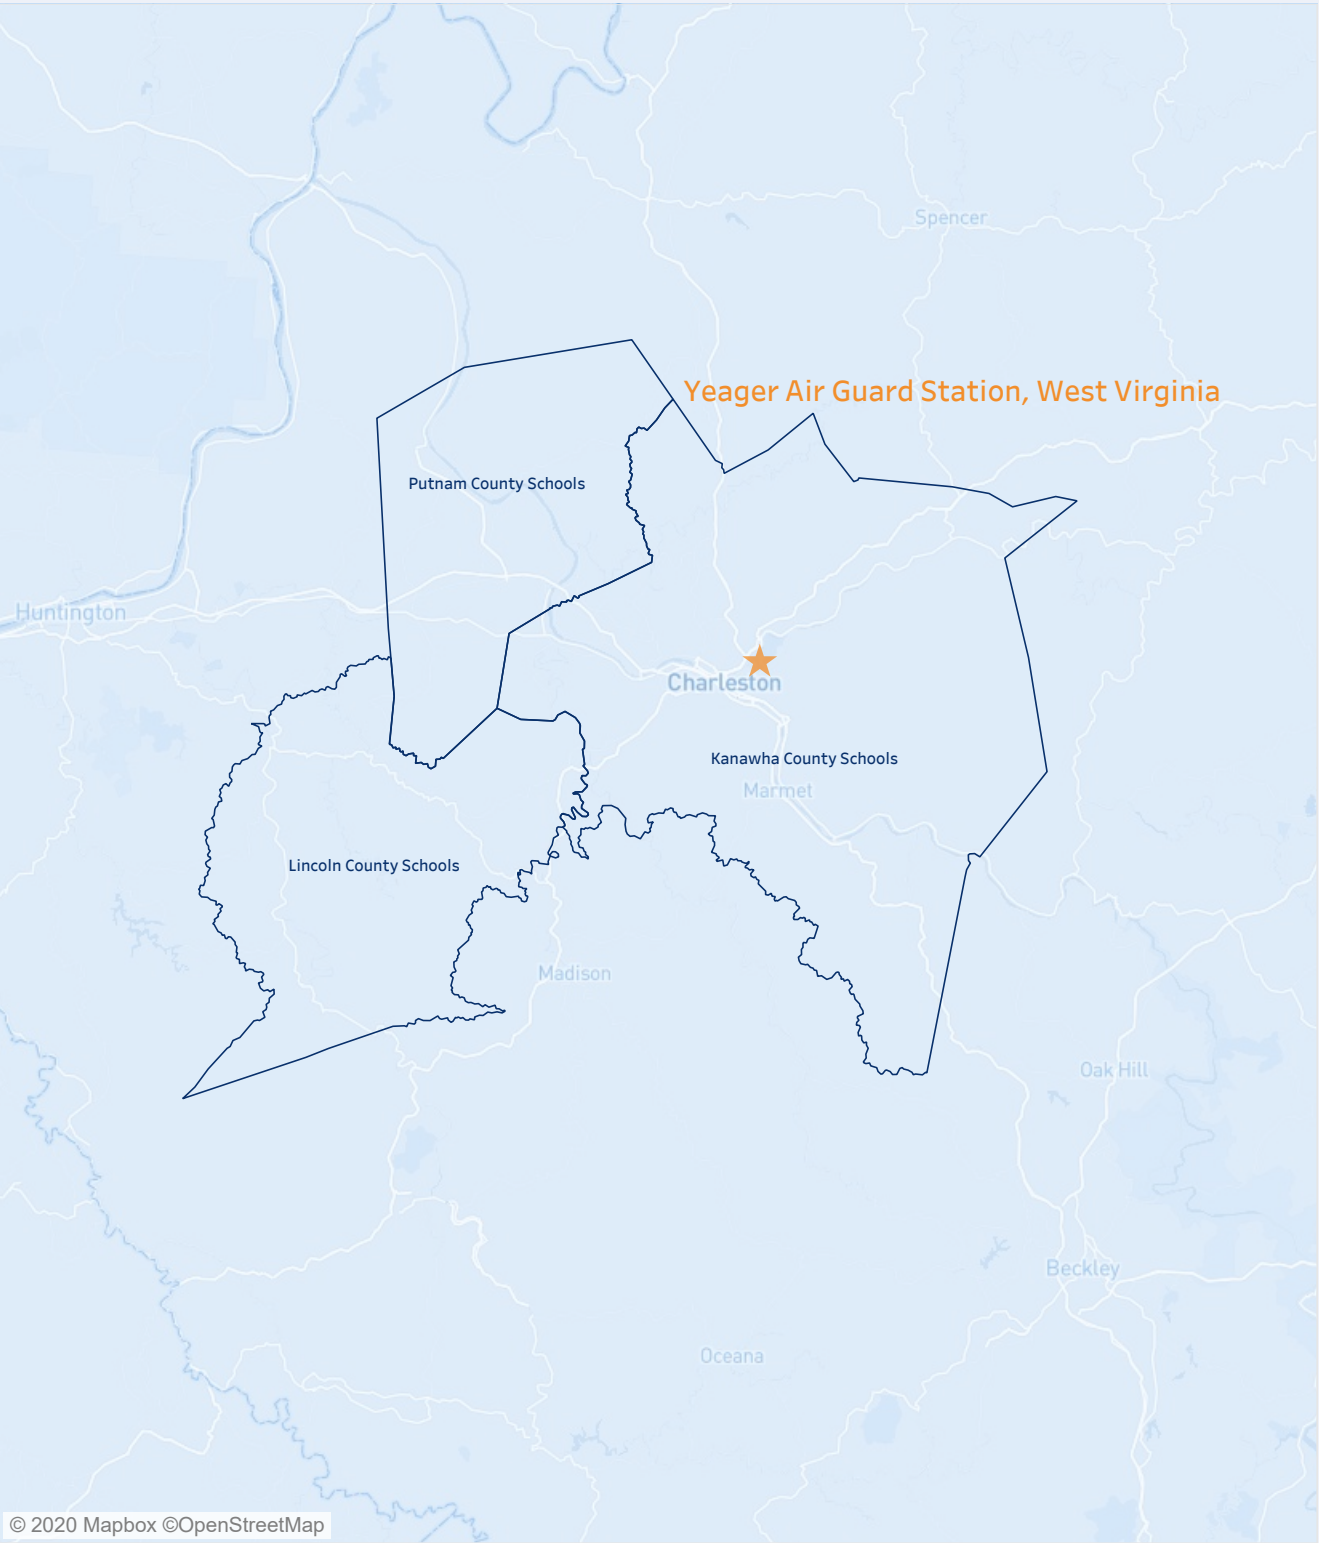 Spencer
Yeager Air Guard Station, West Virginia
Putnam County Schools
Huntington
Charleston
Kanawha County Schools
Marmet
Lincoln County Schools
Madison
Oak Hill
Beckley
Oceana
© 2020 Mapbox ©OpenStreetMap